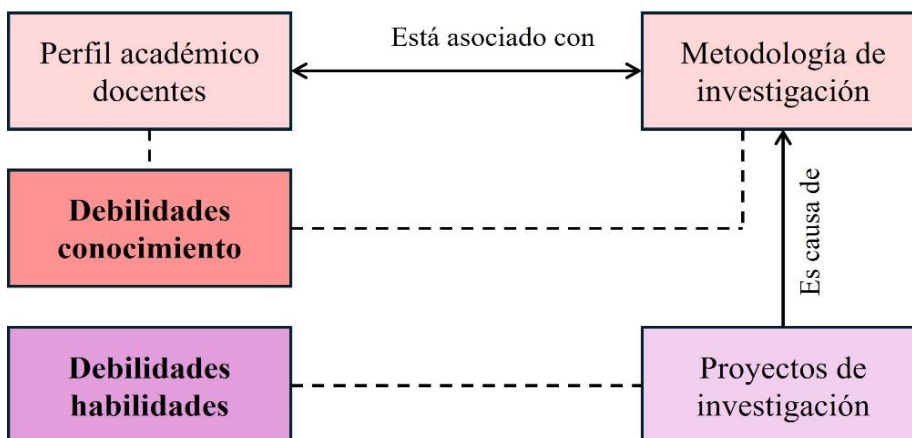 Perfil académico
docentes
Está asociado con
Metodología de
investigación
Debilidades
conocimiento
Es causa de
Debilidades
habilidades
Proyectos de
investigación